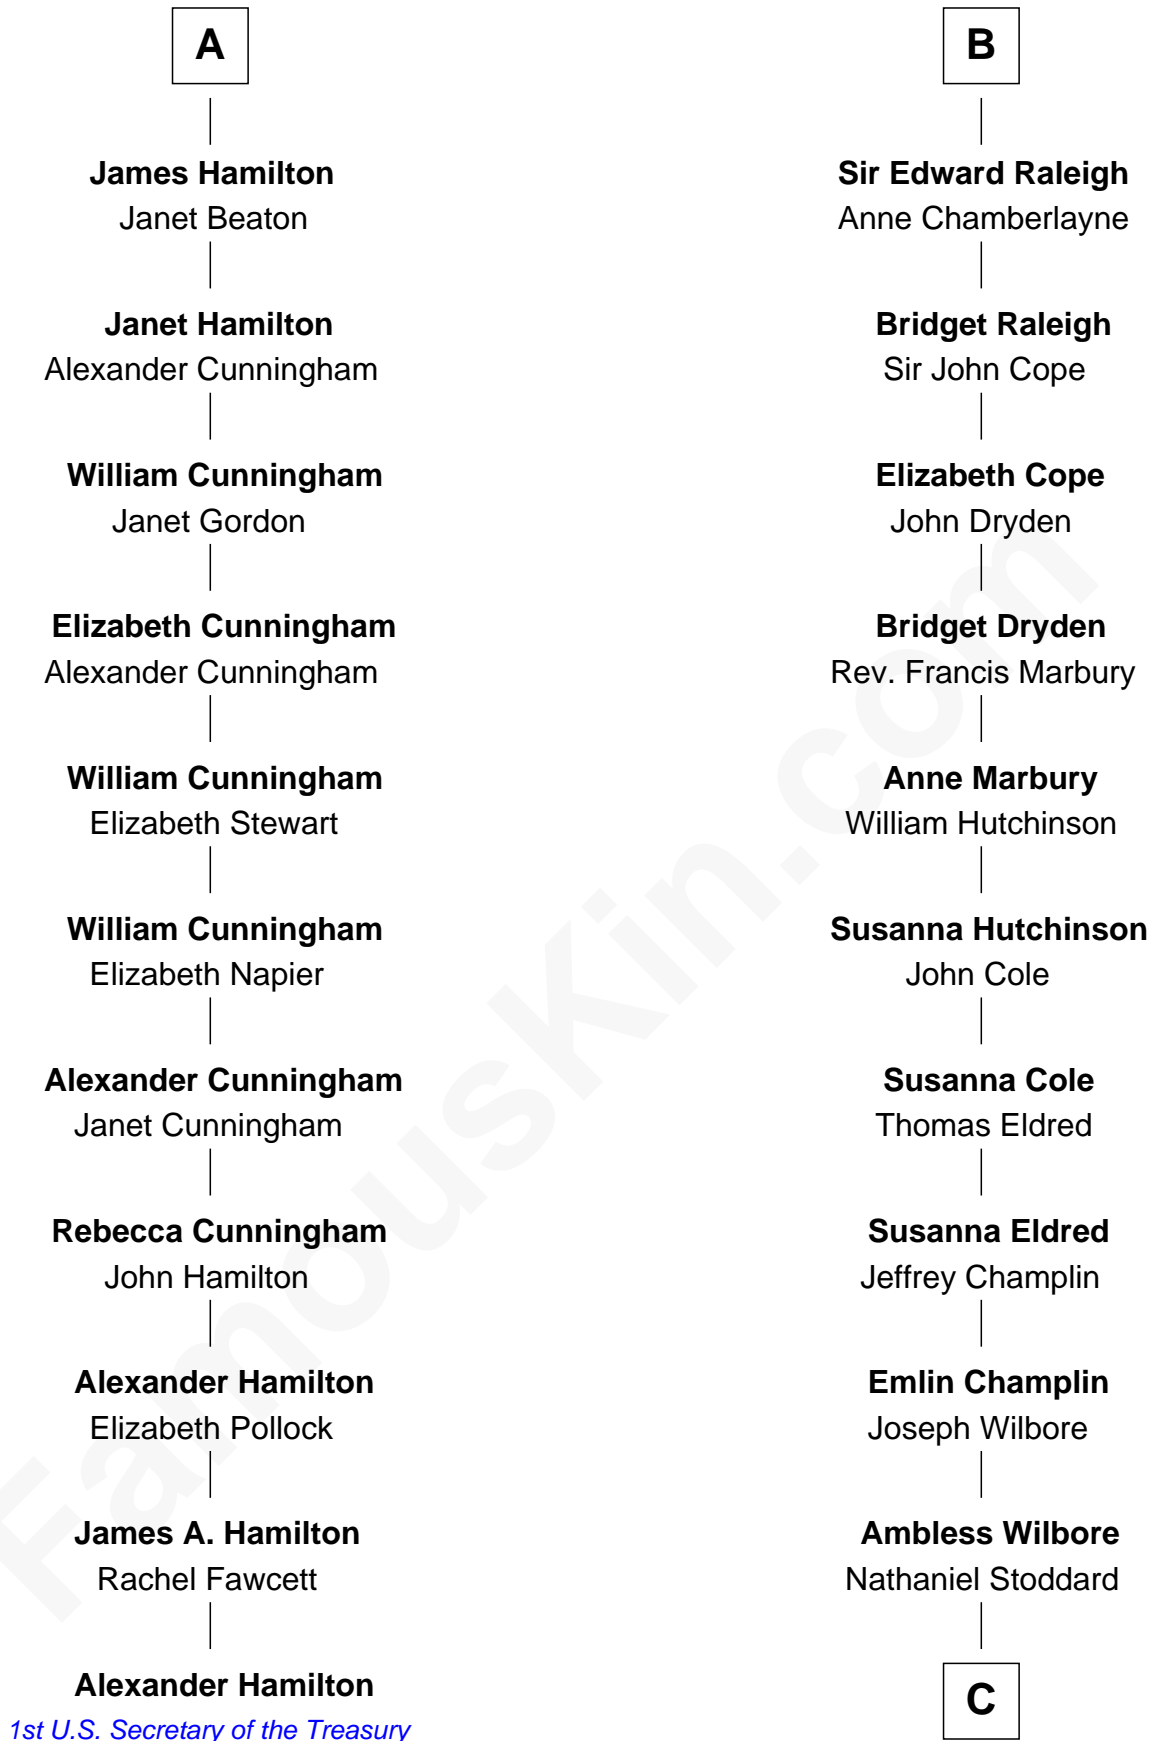 A
James Hamilton
Janet Beaton
Janet Hamilton
Alexander Cunningham
William Cunningham
Janet Gordon
Elizabeth Cunningham
Alexander Cunningham
William Cunningham
Elizabeth Stewart
William Cunningham
Elizabeth Napier
Alexander Cunningham
Janet Cunningham
Rebecca Cunningham
John Hamilton
Alexander Hamilton
Elizabeth Pollock
James A. Hamilton
Rachel Fawcett
Alexander Hamilton
1st U.S. Secretary of the Treasury
B
Sir Edward Raleigh
Anne Chamberlayne
Bridget Raleigh
Sir John Cope
Elizabeth Cope
John Dryden
Bridget Dryden
Rev. Francis Marbury
Anne Marbury
William Hutchinson
Susanna Hutchinson
John Cole
Susanna Cole
Thomas Eldred
Susanna Eldred
Jeffrey Champlin
Emlin Champlin
Joseph Wilbore
Ambless Wilbore
Nathaniel Stoddard
C
FamousKin.com